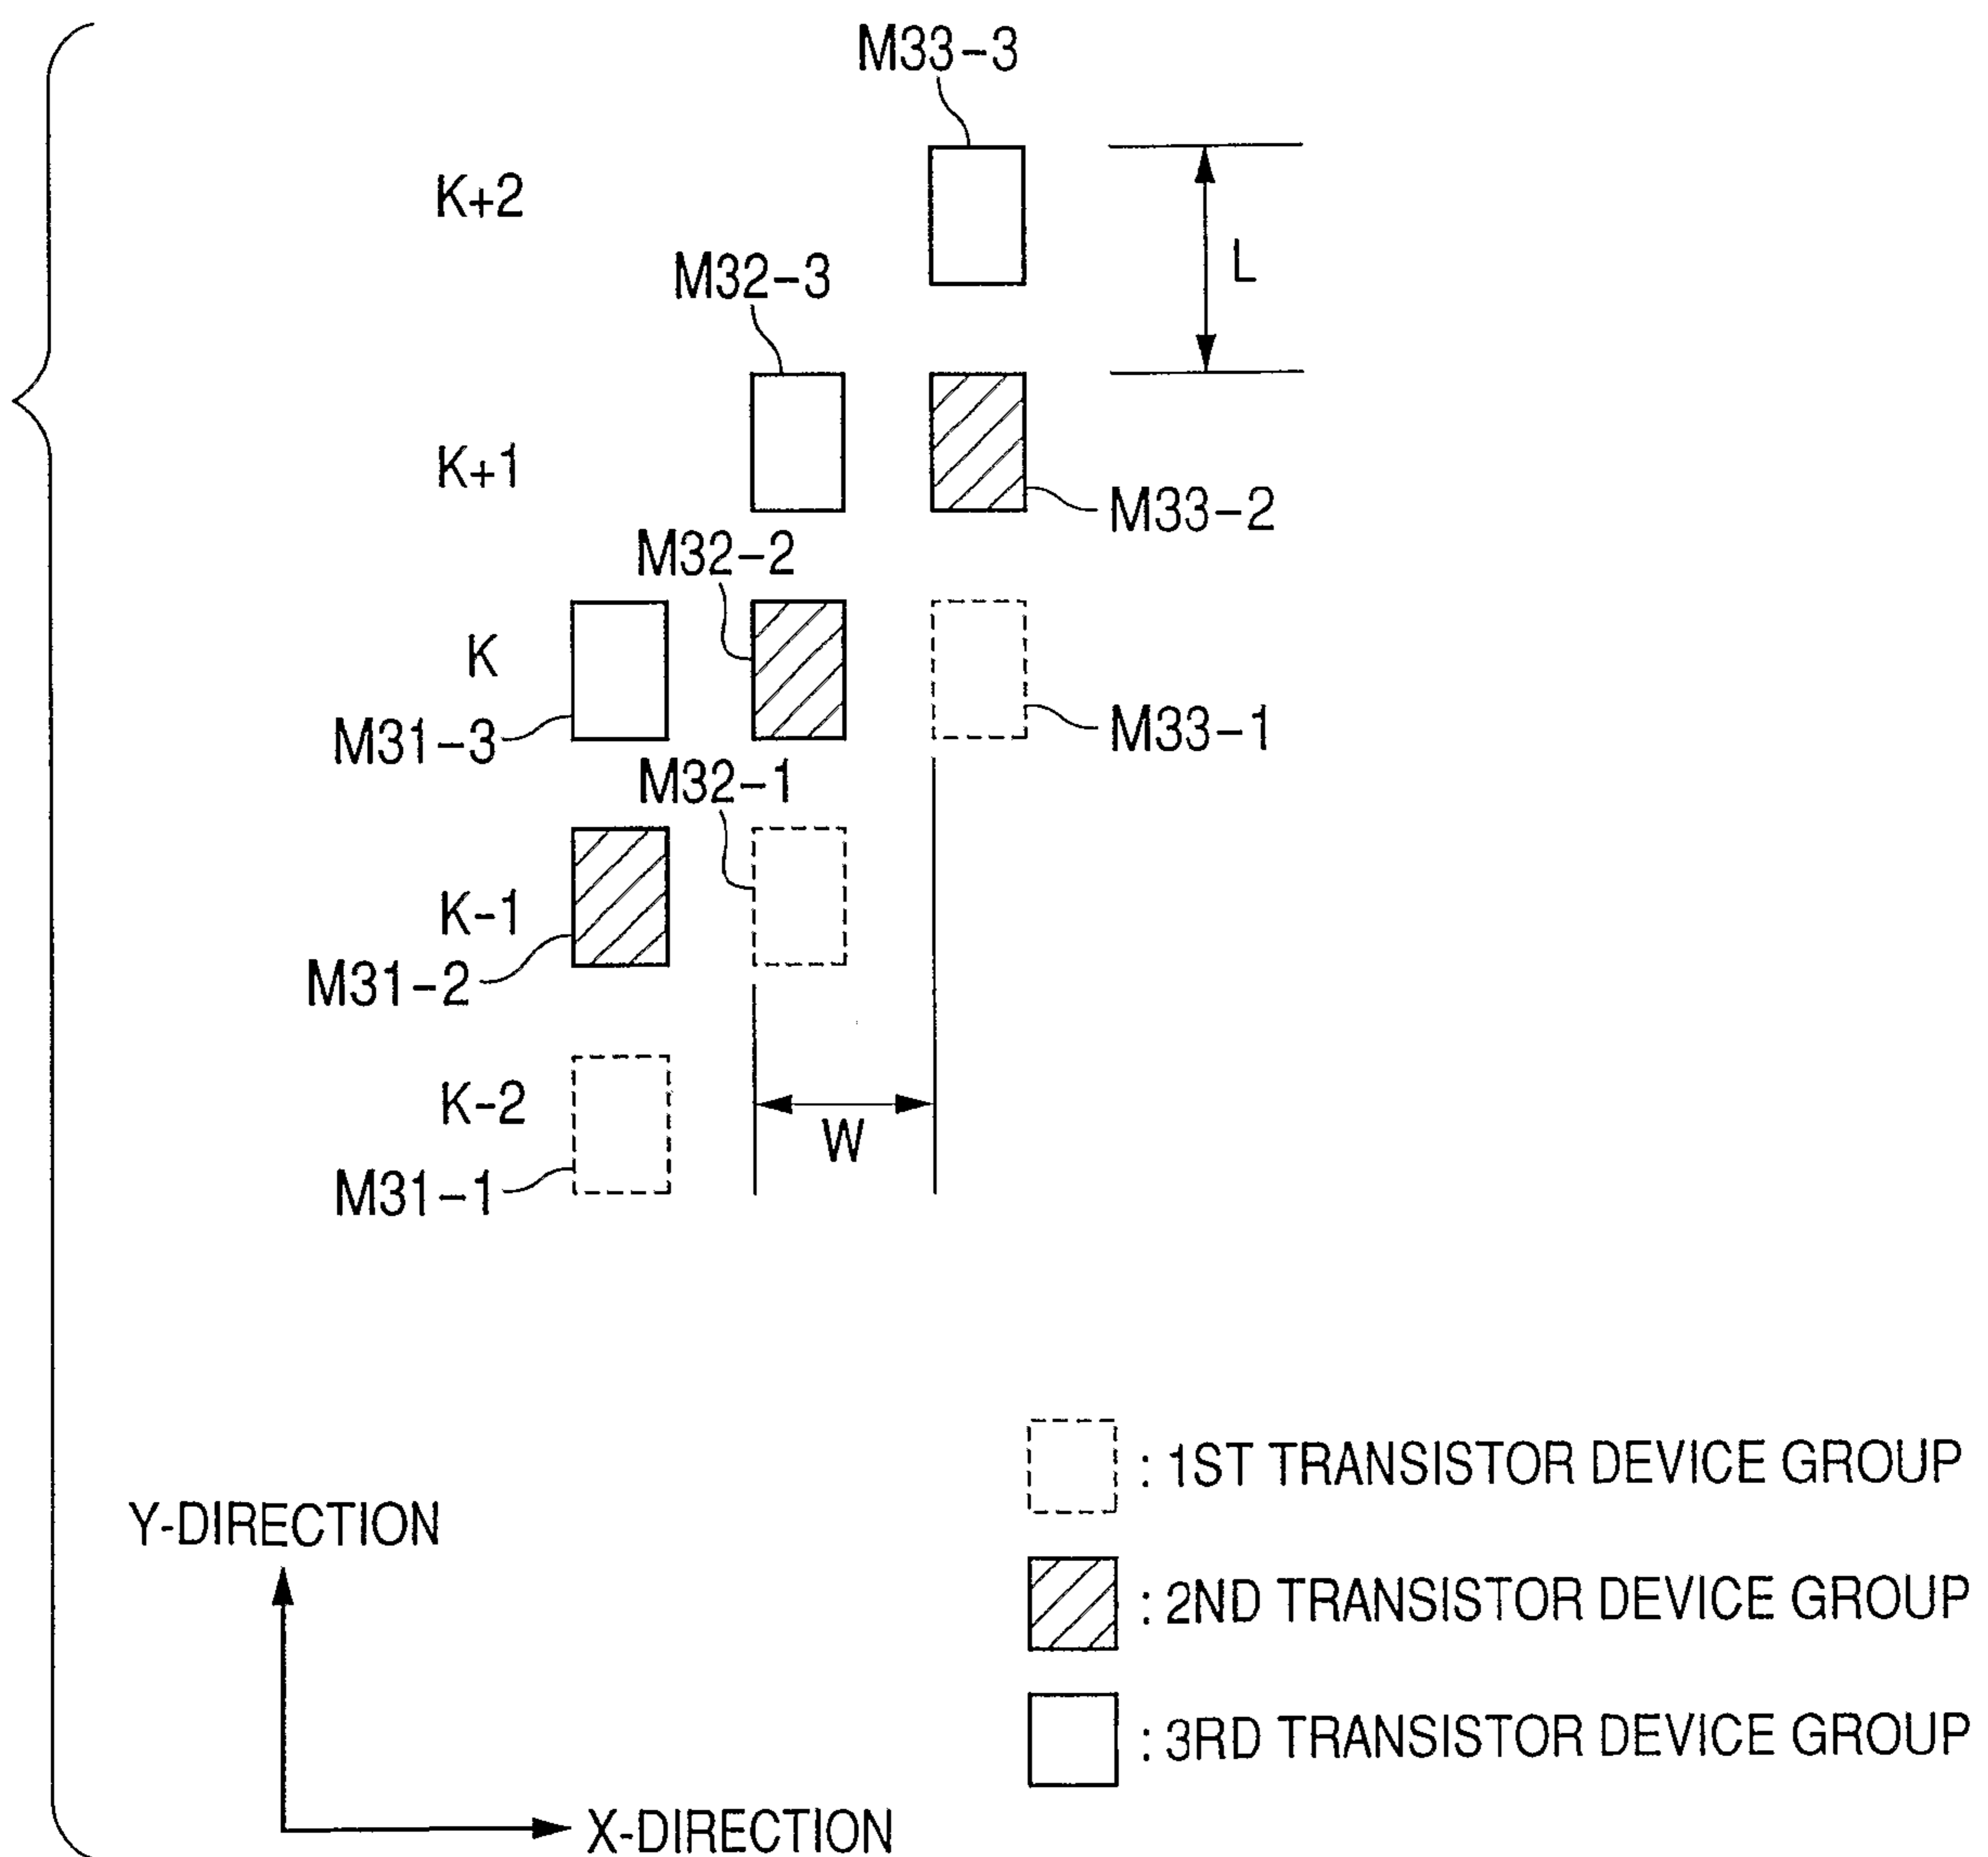 M33-3
K+2
L
M32-3
K+1
M33-2
M32-2
K
M31-3
M33-1
M32-1
K-1
M31-2
K-2
W
M31-1
: 1ST TRANSISTOR DEVICE GROUP
Y-DIRECTION
: 2ND TRANSISTOR DEVICE GROUP
: 3RD TRANSISTOR DEVICE GROUP
X-DIRECTION